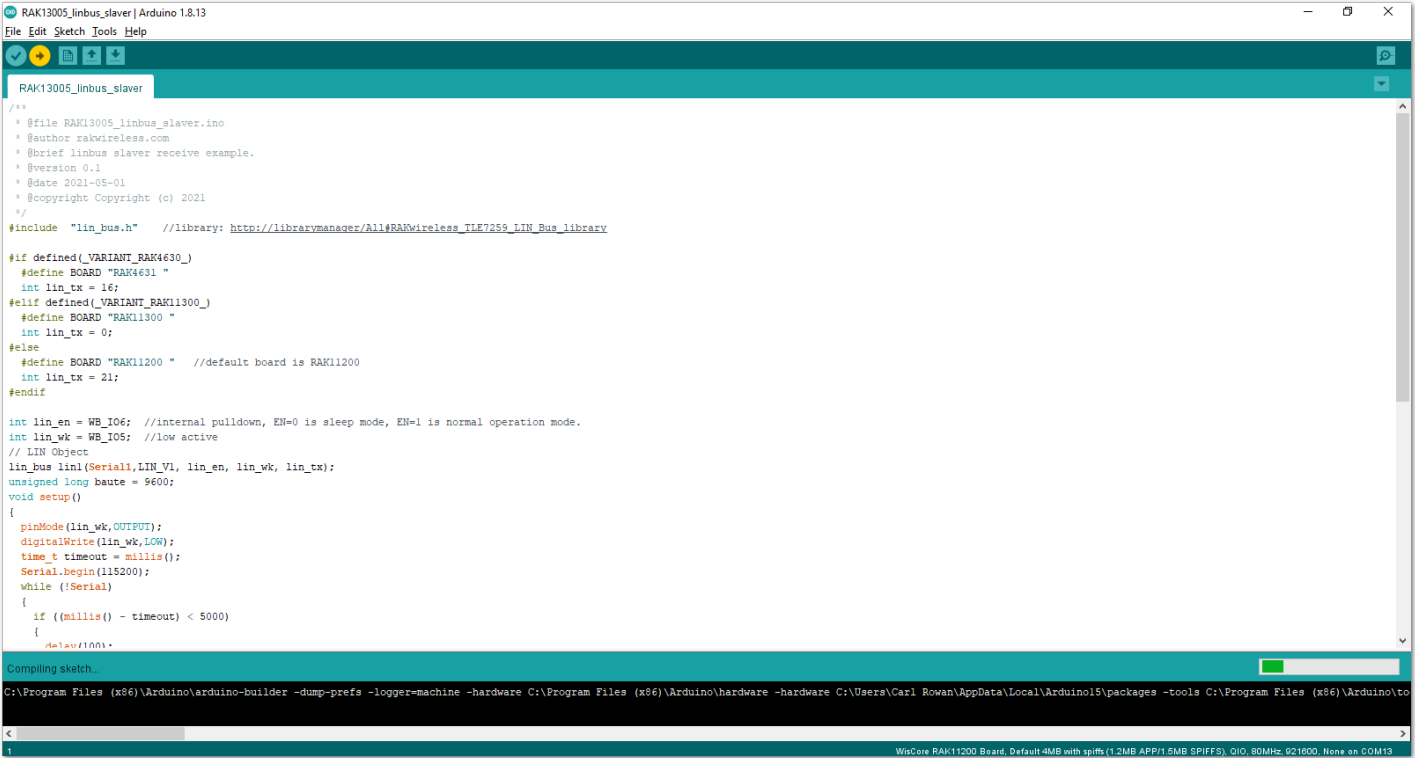 RAK13005_linbus_slaver | Arduino 1.8.13
File Edit Sketch Tools Help
RAK13005_linbus_slaver
/**
 * @file RAK13005_linbus_slaver.ino
 * @author rakwireless.com
 * @brief linbus slaver receive example.
 * @version 0.1
 * @date 2021-05-01
 * @copyright Copyright (c) 2021
 */
#include  "lin_bus.h"    //library: http://librarymanager/All#RAKwireless_TLE7259_LIN_Bus_library
#if defined(_VARIANT_RAK4630_)
  #define BOARD "RAK4631 "
  int lin_tx = 16;
#elif defined(_VARIANT_RAK11300_)
  #define BOARD "RAK11300 "
  int lin_tx = 0;
#else
  #define BOARD "RAK11200 "   //default board is RAK11200
  int lin_tx = 21;
#endif
int lin_en = WB_IO6;  //internal pulldown, EN=0 is sleep mode, EN=1 is normal operation mode.
int lin_wk = WB_IO5;  //low active
// LIN Object
lin_bus lin1(Serial1,LIN_V1, lin_en, lin_wk, lin_tx);
unsigned long baute = 9600;
void setup()
{
  pinMode(lin_wk,OUTPUT);
  digitalWrite(lin_wk,LOW);
  time_t timeout = millis();
  Serial.begin(115200);
  while (!Serial)
  {
    if ((millis() - timeout) < 5000)
    {
      delay(100);
Compiling sketch...
C:\Program Files (x86)\Arduino\arduino-builder -dump-prefs -logger=machine -hardware C:\Program Files (x86)\Arduino\hardware -hardware C:\Users\Carl Rowan\AppData\Local\Arduino15\packages -tools C:\Program Files (x86)\Arduino\to
1
WisCore RAK11200 Board, Default 4MB with spiffs (1.2MB APP/1.5MB SPIFFS), QIO, 80MHz, 921600, None on COM13